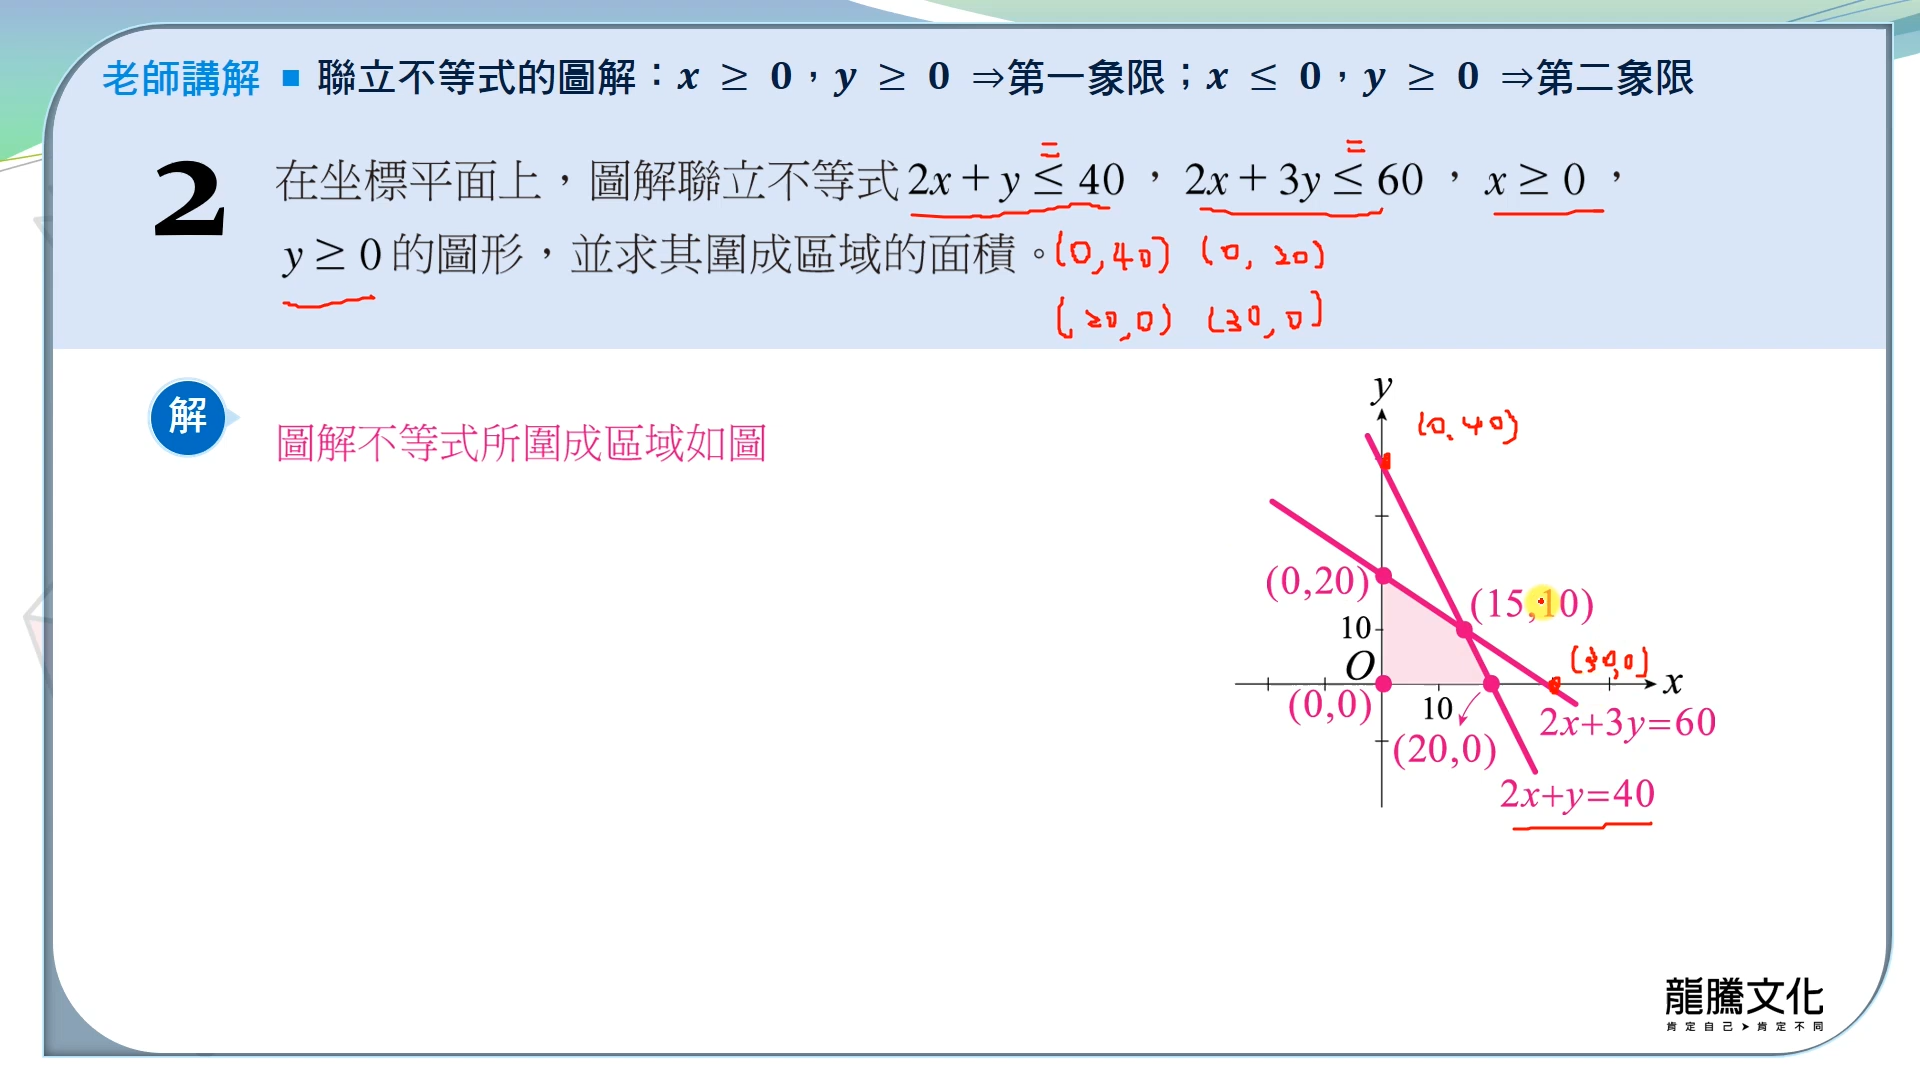 老師講解 ■ 聯立不等式的圖解：x ≥ 0，y ≥ 0 ⇒第一象限；x ≤ 0，y ≥ 0 ⇒第二象限
2 在坐標平面上，圖解聯立不等式 2x + y ≤ 40 ， 2x + 3y ≤ 60 ， x ≥ 0 ，
= =
y ≥ 0 的圖形，並求其圍成區域的面積。(0,40) (0, 20)
(20,0) (30,0)
解
圖解不等式所圍成區域如圖
y
(0,40)
(0,20)
(15,10)
10
O
(30,0)
x
(0,0)
10
(20,0)
2x+3y=60
2x+y=40
龍騰文化
肯定自己➤肯定不同